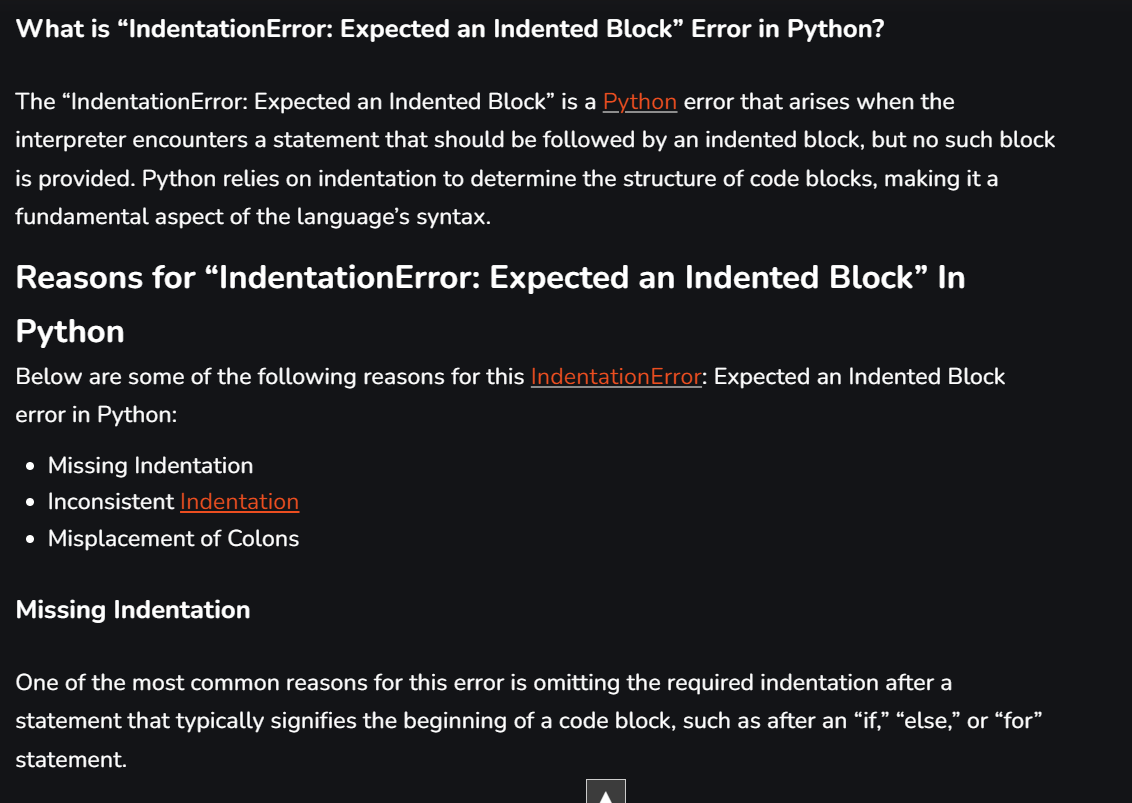 What is “IndentationError: Expected an Indented Block” Error in Python?
The “IndentationError: Expected an Indented Block” is a Python error that arises when the
interpreter encounters a statement that should be followed by an indented block, but no such block
is provided. Python relies on indentation to determine the structure of code blocks, making it a
fundamental aspect of the language’s syntax.
Reasons for “IndentationError: Expected an Indented Block” In
Python
Below are some of the following reasons for this IndentationError: Expected an Indented Block
error in Python:
• Missing Indentation
• Inconsistent Indentation
• Misplacement of Colons
Missing Indentation
One of the most common reasons for this error is omitting the required indentation after a
statement that typically signifies the beginning of a code block, such as after an “if,” “else,” or “for”
statement.